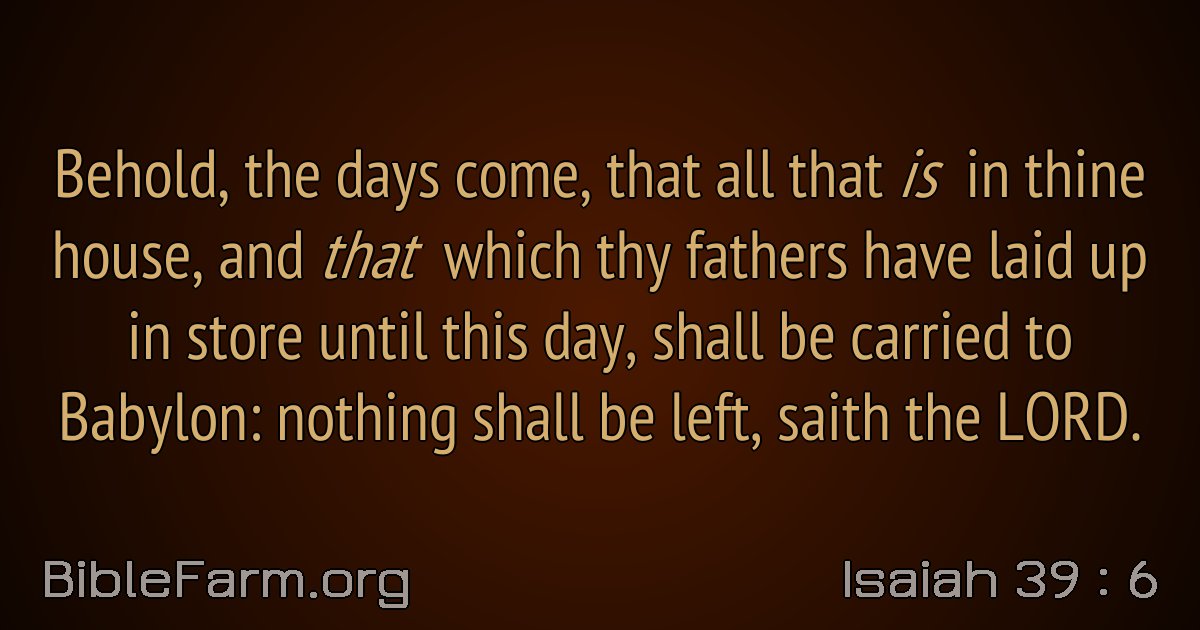 Behold, the days come, that all that is in thine
house, and that which thy fathers have laid up
in store until this day, shall be carried to
Babylon: nothing shall be left, saith the LORD.
BibleFarm.org
Isaiah 39 : 6